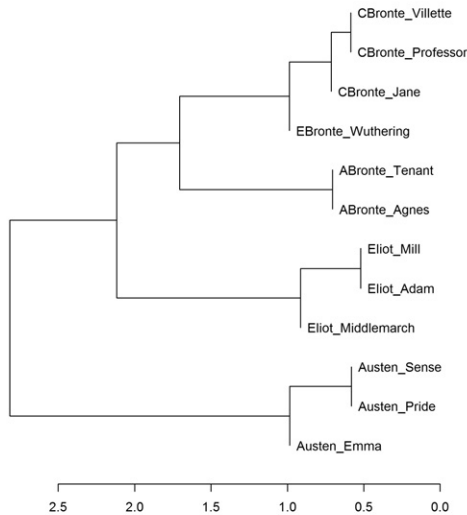 CBronte_Villette
CBronte_Professor
CBronte_Jane
EBronte_Wuthering
ABronte_Tenant
ABronte_Agnes
Eliot_Mill
Eliot_Adam
Eliot_Middlemarch
Austen_Sense
Austen_Pride
Austen_Emma
2.5 2.0 1.5 1.0 0.5 0.0